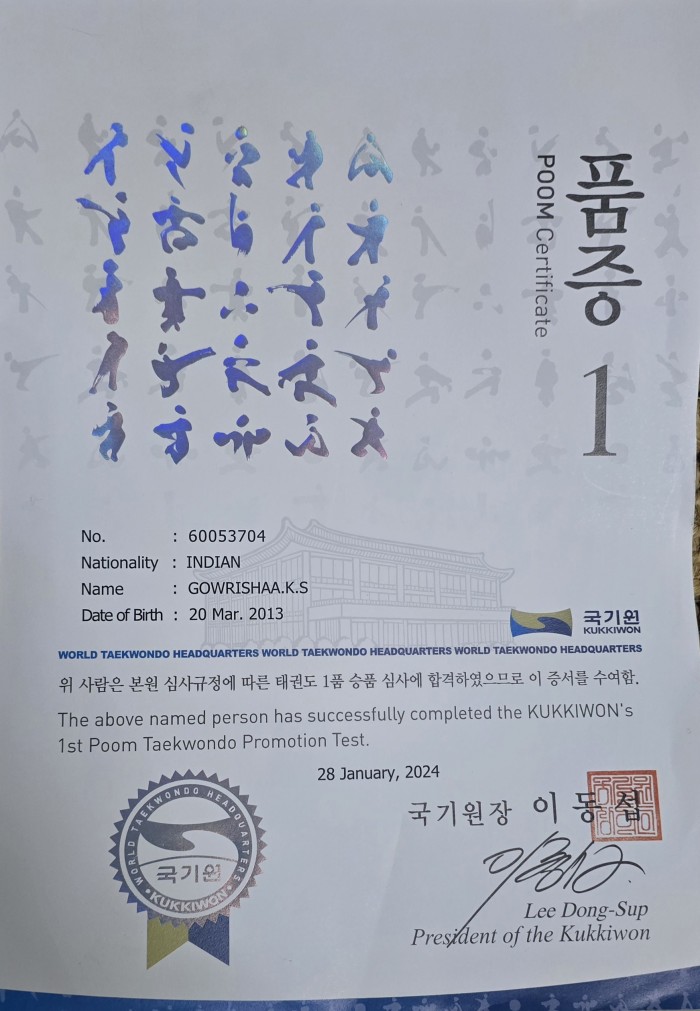 품증
POOM Certificate
1
No. : 60053704
Nationality : INDIAN
Name : GOWRISHAA.K.S
Date of Birth : 20 Mar. 2013
국기원
KUKKIWON
WORLD TAEKWONDO HEADQUARTERS WORLD TAEKWONDO HEADQUARTERS WORLD TAEKWONDO HEADQUARTERS
위 사람은 본원 심사규정에 따른 태권도 1품 승품 심사에 합격하였으므로 이 증서를 수여함.
The above named person has successfully completed the KUKKIWON's
1st Poom Taekwondo Promotion Test.
28 January, 2024
국기원장 이동섭
Lee Dong-Sup
President of the Kukkiwon
WORLD TAEKWONDO HEADQUARTERS
국기원
KUKKIWON